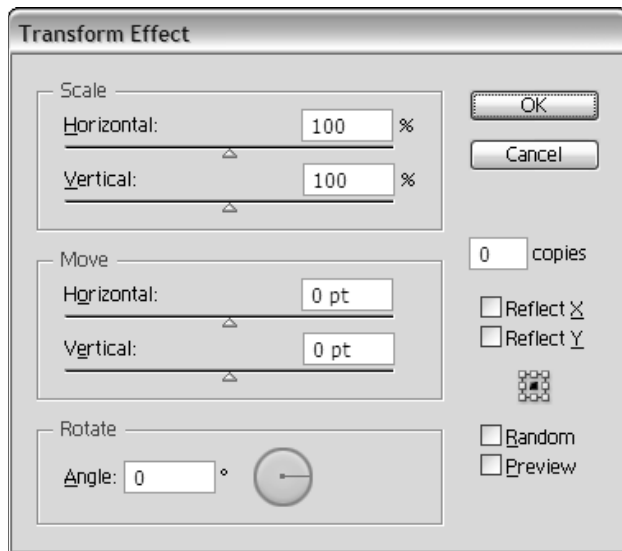 Transform Effect
Scale
Horizontal: 100 %
Vertical: 100 %
Move
Horizontal: 0 pt
Vertical: 0 pt
Rotate
Angle: 0 °
OK
Cancel
0 copies
Reflect X
Reflect Y
Random
Preview